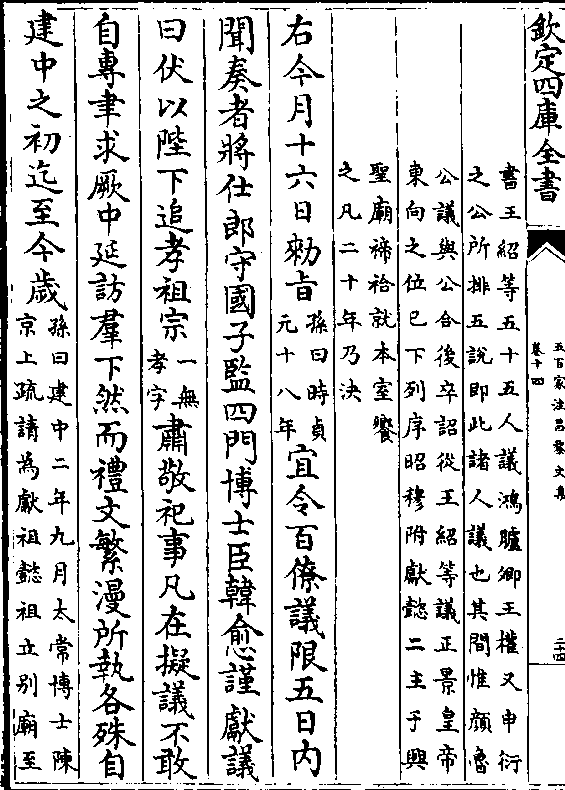 欽定四庫全書
五百家注昌黎文集
卷十四
二十四
書王紹等五十五人議鴻臚卿王權又申衍
之公所排五說即此諸人議也其間惟顔魯
公議與公合後卒詔從王紹等議正景皇帝
東向之位已下列序昭穆附獻懿二主于興
聖廟禘祫就本室饗
之凡二十年乃決
右今月十六日勑旨孫曰時貞元十八年宜令百僚議限五日内
聞奏者將仕郎守國子監四門博士臣韓愈謹獻議
曰伏以陛下追孝祖宗一無孝字肅敬祀事凡在擬議不敢
自專聿求厥中延訪羣下然而禮文繁漫所執各殊自
建中之初迄至今歲孫曰建中二年九月太常博士陳
京上疏請為獻祖懿祖立别廟至